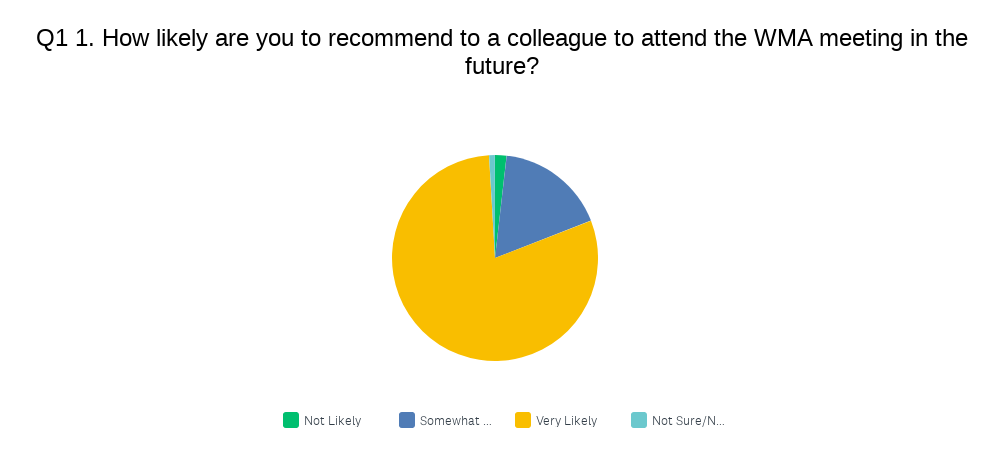 Q1 1. How likely are you to recommend to a colleague to attend the WMA meeting in the
future?
Not Likely
Somewhat ...
Very Likely
Not Sure/N...